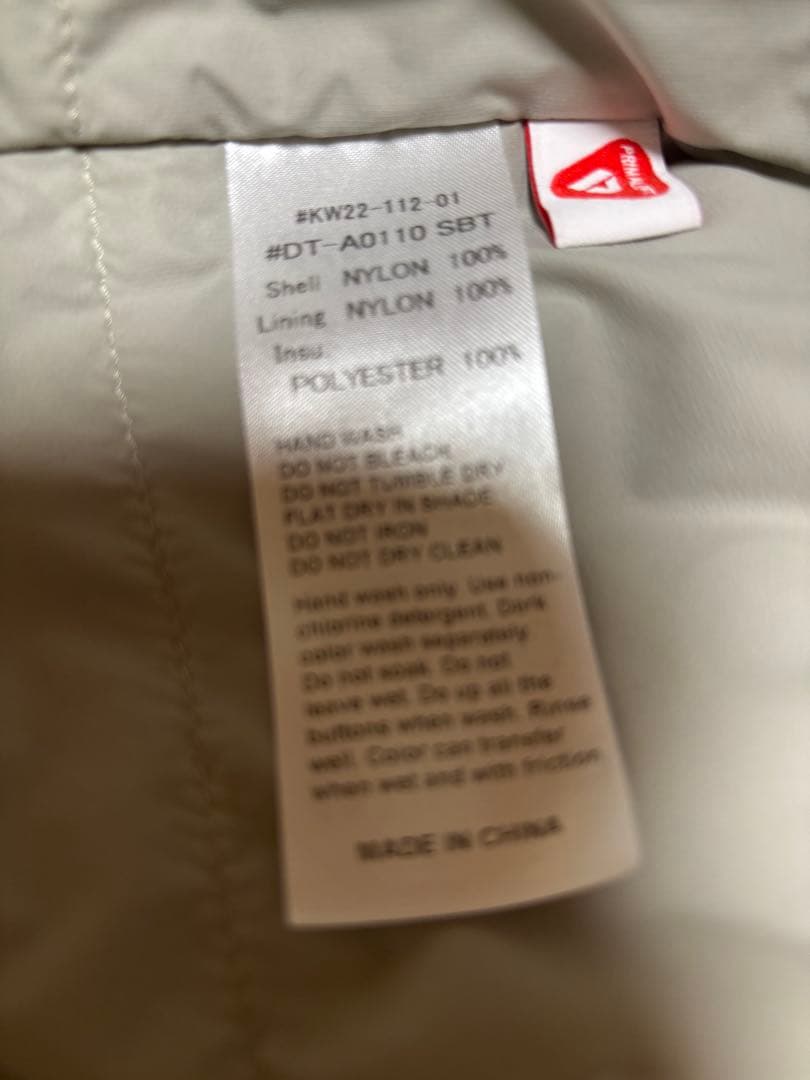 #KW22-112-01
#DT-A0110 SBT
Shell NYLON 100%
Lining NYLON 100%
Insu.
POLYESTER 100%
HAND WASH
DO NOT BLEACH
DO NOT TUMBLE DRY
FLAT DRY IN SHADE
DO NOT IRON
DO NOT DRY CLEAN
Hand wash only. Use non-
chlorine detergent. Dark
color wash separately.
Do not soak. Do not
leave wet. Do up all the
buttons when wash. Rinse
well. Color can transfer
when wet and with friction.
MADE IN CHINA